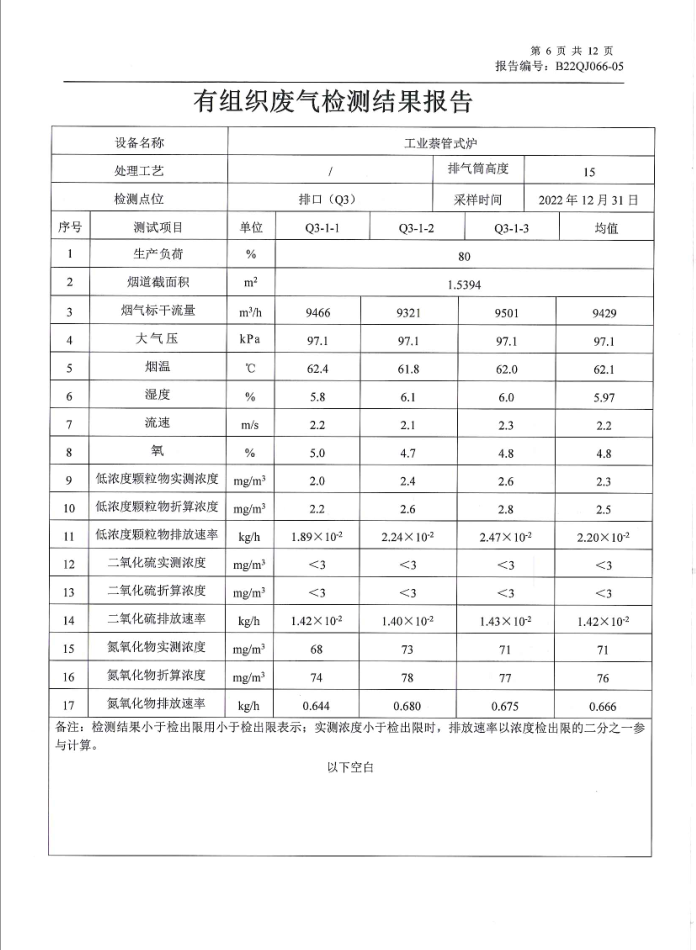 第 6 页 共 12 页
报告编号：B22QJ066-05
有组织废气检测结果报告
设备名称 工业萘管式炉
处理工艺 / 排气筒高度 15
检测点位 排口（Q3） 采样时间 2022 年 12 月 31 日
序号 测试项目 单位 Q3-1-1 Q3-1-2 Q3-1-3 均值
1 生产负荷 % 80
2 烟道截面积 m² 1.5394
3 烟气标干流量 m³/h 9466 9321 9501 9429
4 大气压 kPa 97.1 97.1 97.1 97.1
5 烟温 ℃ 62.4 61.8 62.0 62.1
6 湿度 % 5.8 6.1 6.0 5.97
7 流速 m/s 2.2 2.1 2.3 2.2
8 氧 % 5.0 4.7 4.8 4.8
9 低浓度颗粒物实测浓度 mg/m³ 2.0 2.4 2.6 2.3
10 低浓度颗粒物折算浓度 mg/m³ 2.2 2.6 2.8 2.5
11 低浓度颗粒物排放速率 kg/h 1.89×10⁻² 2.24×10⁻² 2.47×10⁻² 2.20×10⁻²
12 二氧化硫实测浓度 mg/m³ <3 <3 <3 <3
13 二氧化硫折算浓度 mg/m³ <3 <3 <3 <3
14 二氧化硫排放速率 kg/h 1.42×10⁻² 1.40×10⁻² 1.43×10⁻² 1.42×10⁻²
15 氮氧化物实测浓度 mg/m³ 68 73 71 71
16 氮氧化物折算浓度 mg/m³ 74 78 77 76
17 氮氧化物排放速率 kg/h 0.644 0.680 0.675 0.666
备注：检测结果小于检出限用小于检出限表示；实测浓度小于检出限时，排放速率以浓度检出限的二分之一参
与计算。
以下空白